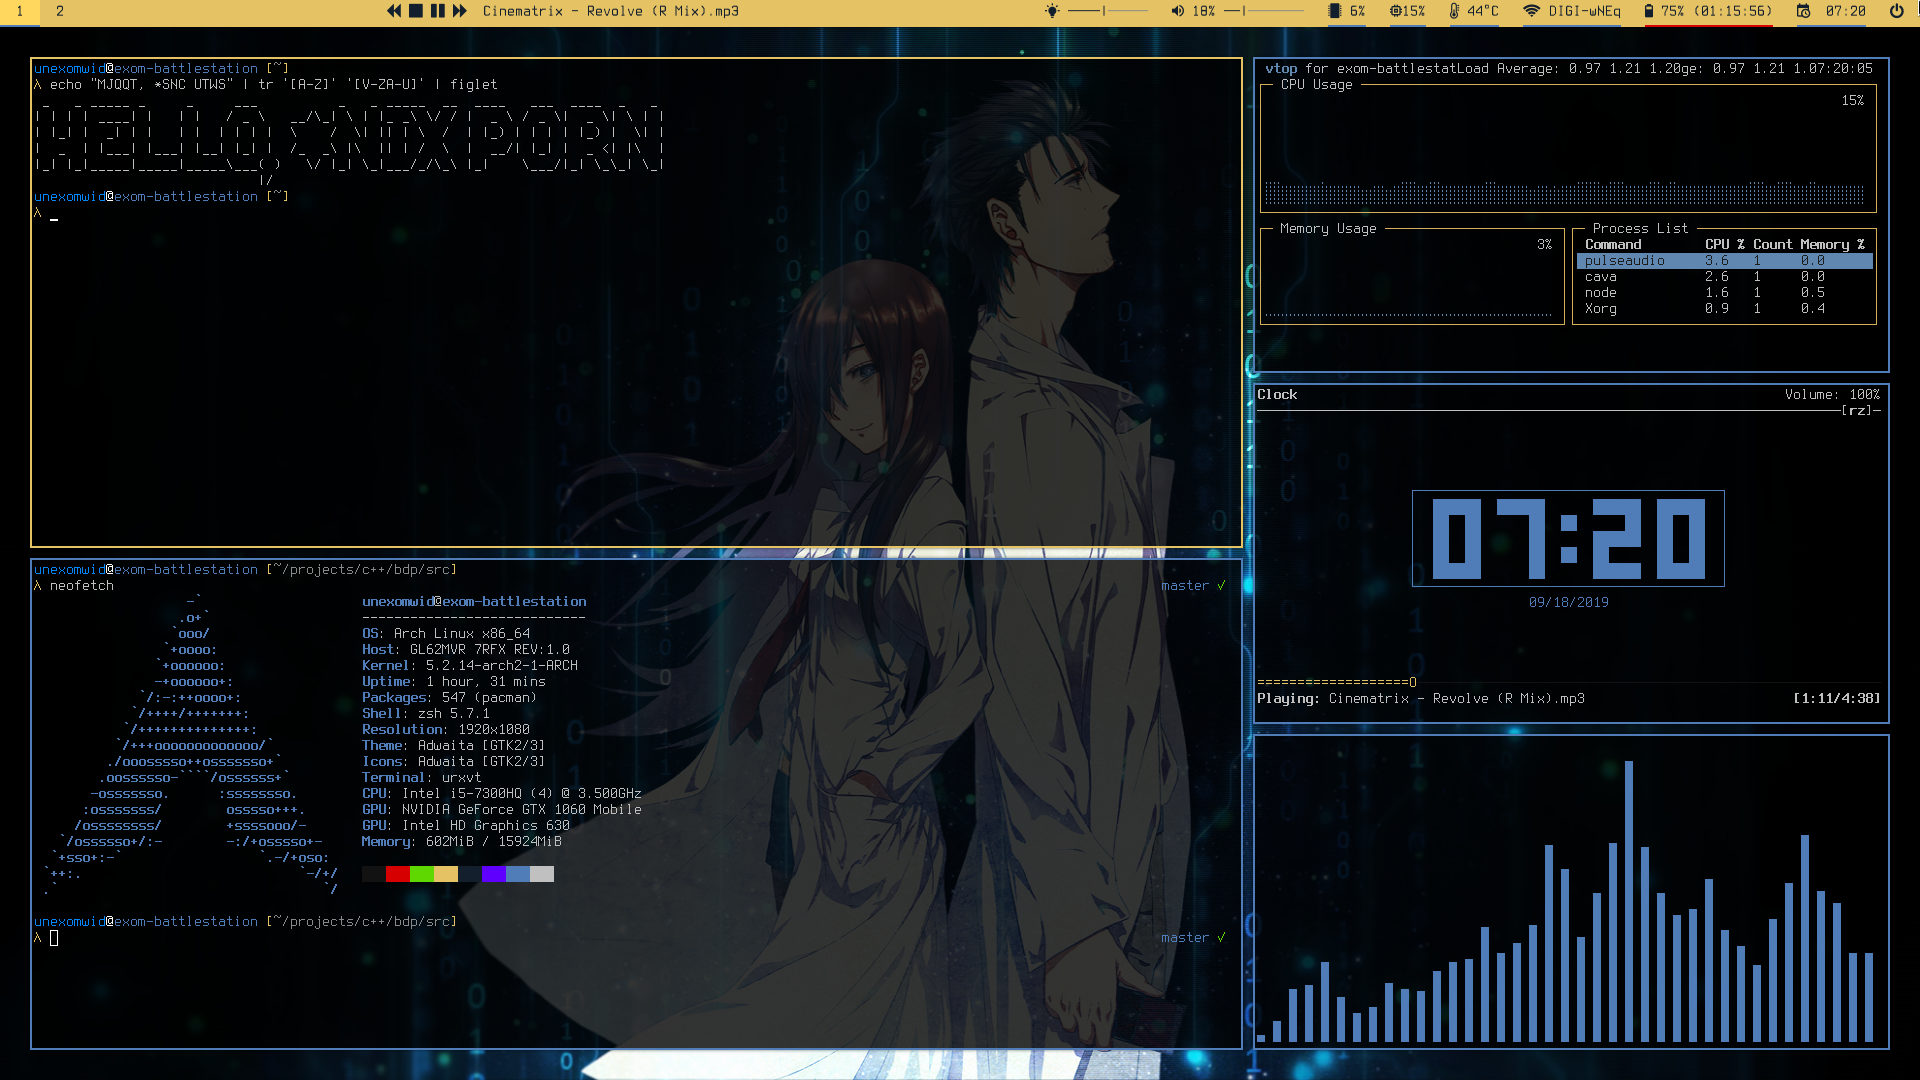 1 2 Cinematrix - Revolve (R Mix).mp3 18% 6% 15% 44°C DIGI-wNEq 75% (01:15:56) 07:20
unexomwid@exom-battlestation [~]
λ echo "MJQQT, *SNC UTWS" | tr '[A-Z]' '[V-ZA-U]' | figlet
HELLO, *NIX PORN
unexomwid@exom-battlestation [~]
λ _
unexomwid@exom-battlestation [~/projects/c++/bdp/src]
λ neofetch master ✓
unexomwid@exom-battlestation
----------------------------
OS: Arch Linux x86_64
Host: GL62MVR 7RFX REV:1.0
Kernel: 5.2.14-arch2-1-ARCH
Uptime: 1 hour, 31 mins
Packages: 547 (pacman)
Shell: zsh 5.7.1
Resolution: 1920x1080
Theme: Adwaita [GTK2/3]
Icons: Adwaita [GTK2/3]
Terminal: urxvt
CPU: Intel i5-7300HQ (4) @ 3.500GHz
GPU: NVIDIA GeForce GTX 1060 Mobile
GPU: Intel HD Graphics 630
Memory: 602MiB / 15924MiB
unexomwid@exom-battlestation [~/projects/c++/bdp/src]
λ master ✓
vtop for exom-battlestatLoad Average: 0.97 1.21 1.20ge: 0.97 1.21 1.07:20:05
CPU Usage
15%
Memory Usage
3%
Process List
Command CPU % Count Memory %
pulseaudio 3.6 1 0.0
cava 2.6 1 0.0
node 1.6 1 0.5
Xorg 0.9 1 0.4
Clock Volume: 100%
[rz]
07:20
09/18/2019
Playing: Cinematrix - Revolve (R Mix).mp3 [1:11/4:38]